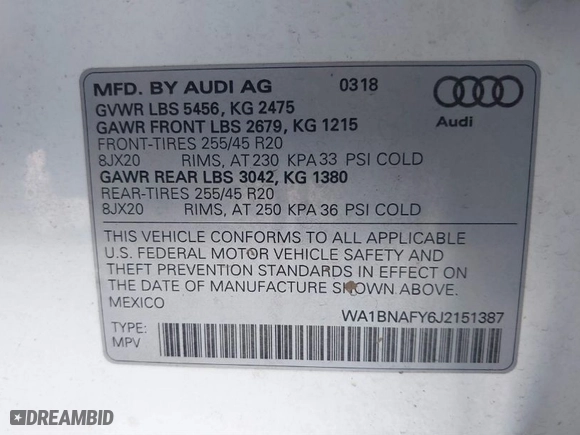 MFD. BY AUDI AG 0318
GVWR LBS 5456, KG 2475
GAWR FRONT LBS 2679, KG 1215
FRONT-TIRES 255/45 R20
8JX20 RIMS, AT 230 KPA 33 PSI COLD
GAWR REAR LBS 3042, KG 1380
REAR-TIRES 255/45 R20
8JX20 RIMS, AT 250 KPA 36 PSI COLD
Audi
THIS VEHICLE CONFORMS TO ALL APPLICABLE
U.S. FEDERAL MOTOR VEHICLE SAFETY AND
THEFT PREVENTION STANDARDS IN EFFECT ON
THE DATE OF MANUFACTURE SHOWN ABOVE.
MEXICO
WA1BNAFY6J2151387
TYPE:
MPV
DREAMBID